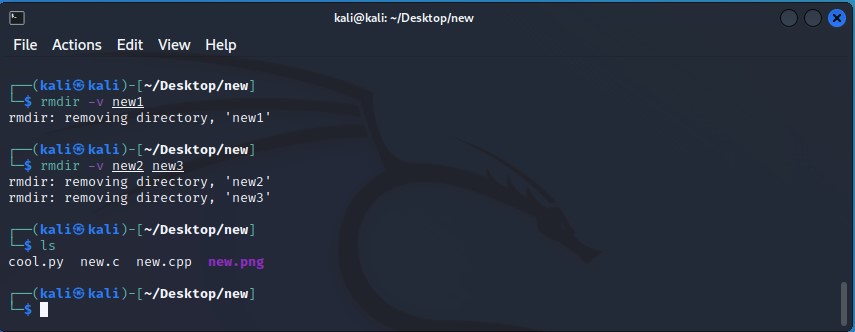 kali@kali: ~/Desktop/new
File Actions Edit View Help
┌──(kali㉿kali)-[~/Desktop/new]
└─$ rmdir -v new1
rmdir: removing directory, 'new1'
┌──(kali㉿kali)-[~/Desktop/new]
└─$ rmdir -v new2 new3
rmdir: removing directory, 'new2'
rmdir: removing directory, 'new3'
┌──(kali㉿kali)-[~/Desktop/new]
└─$ ls
cool.py  new.c  new.cpp  new.png
┌──(kali㉿kali)-[~/Desktop/new]
└─$